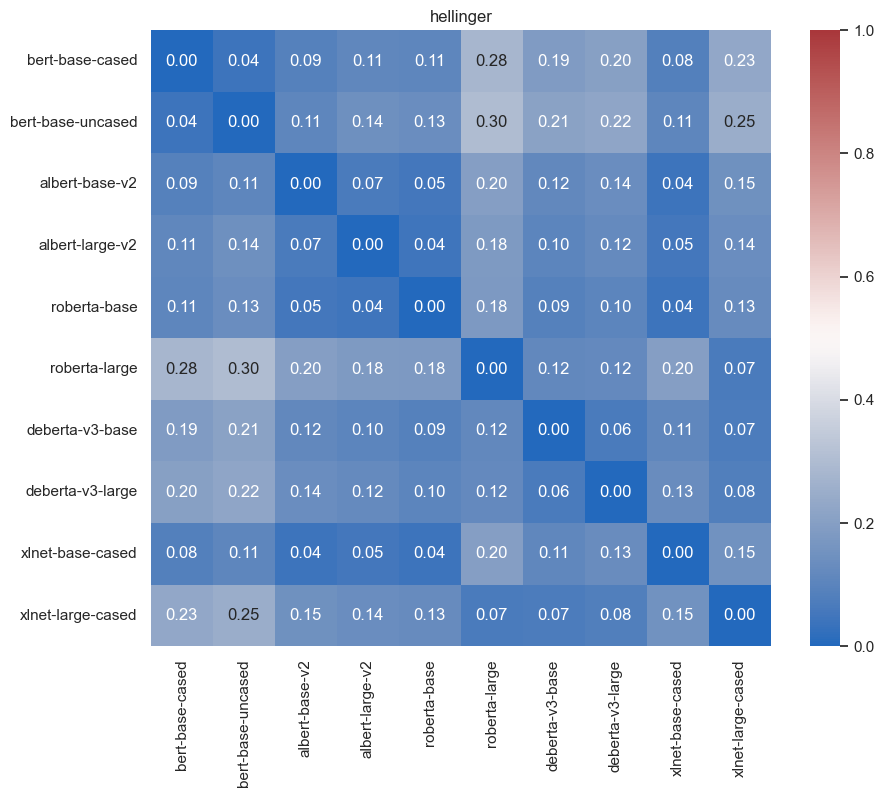 hellinger
bert-base-cased 0.00 0.04 0.09 0.11 0.11 0.28 0.19 0.20 0.08 0.23
bert-base-uncased 0.04 0.00 0.11 0.14 0.13 0.30 0.21 0.22 0.11 0.25
albert-base-v2 0.09 0.11 0.00 0.07 0.05 0.20 0.12 0.14 0.04 0.15
albert-large-v2 0.11 0.14 0.07 0.00 0.04 0.18 0.10 0.12 0.05 0.14
roberta-base 0.11 0.13 0.05 0.04 0.00 0.18 0.09 0.10 0.04 0.13
roberta-large 0.28 0.30 0.20 0.18 0.18 0.00 0.12 0.12 0.20 0.07
deberta-v3-base 0.19 0.21 0.12 0.10 0.09 0.12 0.00 0.06 0.11 0.07
deberta-v3-large 0.20 0.22 0.14 0.12 0.10 0.12 0.06 0.00 0.13 0.08
xlnet-base-cased 0.08 0.11 0.04 0.05 0.04 0.20 0.11 0.13 0.00 0.15
xlnet-large-cased 0.23 0.25 0.15 0.14 0.13 0.07 0.07 0.08 0.15 0.00
bert-base-cased
bert-base-uncased
albert-base-v2
albert-large-v2
roberta-base
roberta-large
deberta-v3-base
deberta-v3-large
xlnet-base-cased
xlnet-large-cased
1.0
0.8
0.6
0.4
0.2
0.0